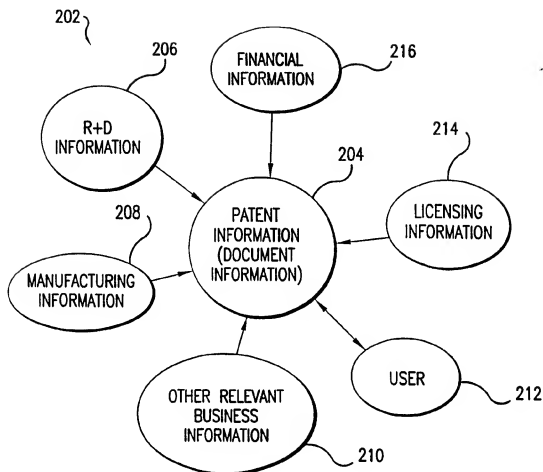 202
206
R+D
INFORMATION
FINANCIAL
INFORMATION
216
204
214
PATENT
INFORMATION
(DOCUMENT
INFORMATION)
LICENSING
INFORMATION
208
MANUFACTURING
INFORMATION
USER
212
OTHER RELEVANT
BUSINESS
INFORMATION
210